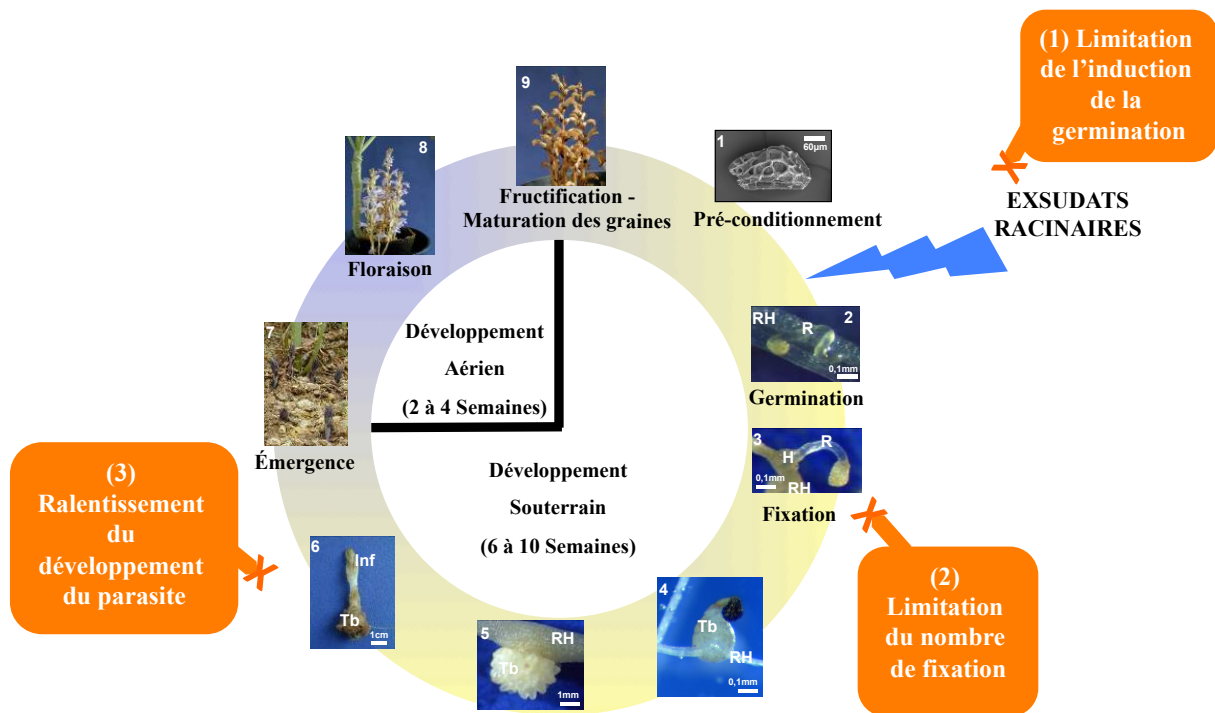 (1) Limitation
de l'induction
de la
germination
9
8
1
60µm
Fructification -
Maturation des graines
Pré-conditionnement
EXSUDATS
RACINAIRES
Floraison
7
Développement
Aérien
(2 à 4 Semaines)
RH
R
2
0,1mm
Germination
3
R
H
0,1mm
RH
Fixation
Émergence
Développement
Souterrain
(6 à 10 Semaines)
(3)
Ralentissement
du
développement
du parasite
6
Inf
Tb
1cm
5
RH
Tb
1mm
4
Tb
RH
0,1mm
(2)
Limitation
du nombre
de fixation